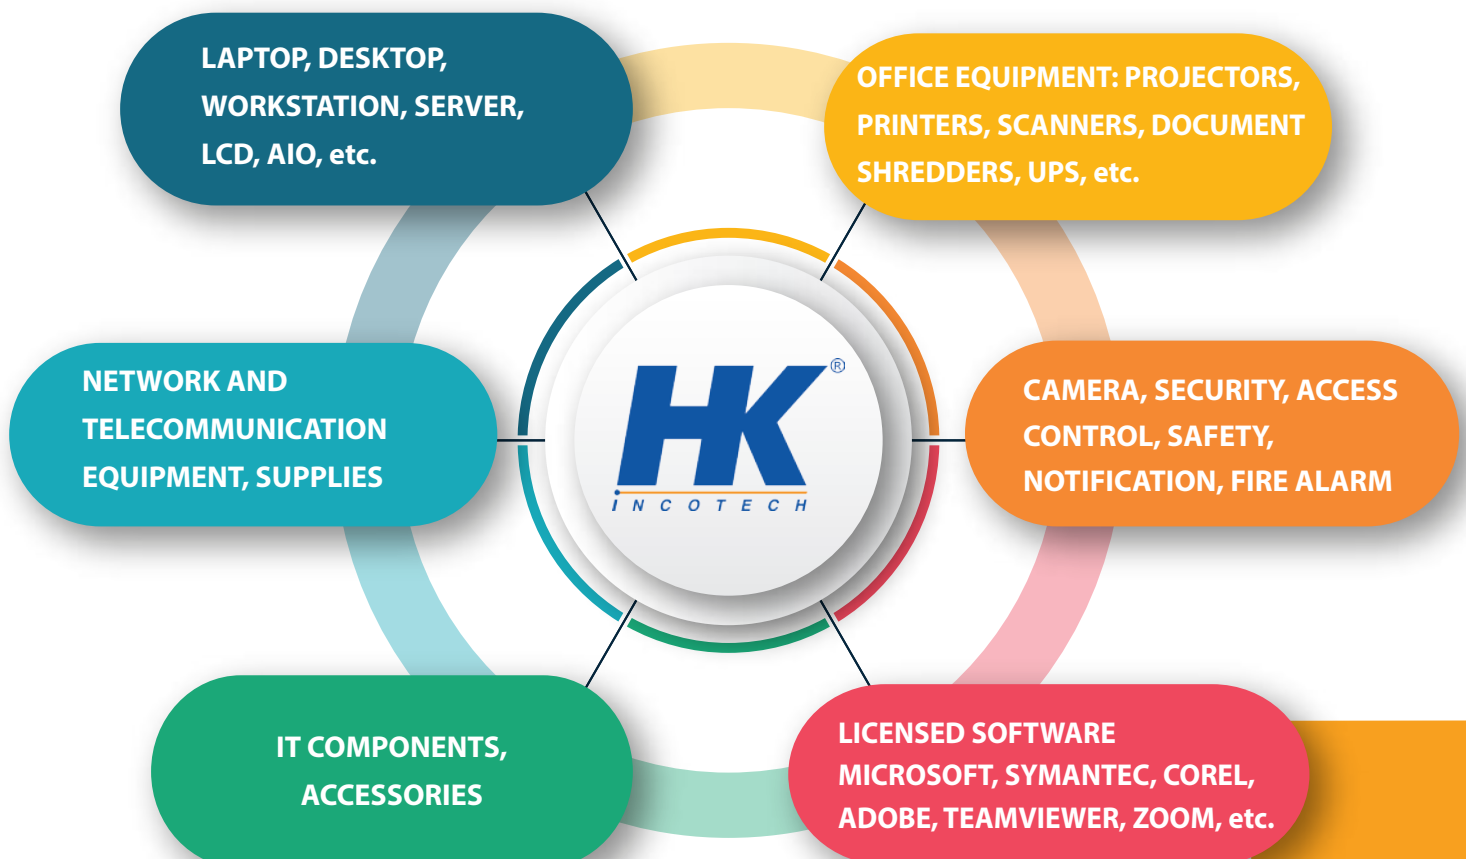 LAPTOP, DESKTOP,
WORKSTATION, SERVER,
LCD, AIO, etc.
OFFICE EQUIPMENT: PROJECTORS,
PRINTERS, SCANNERS, DOCUMENT
SHREDDERS, UPS, etc.
NETWORK AND
TELECOMMUNICATION
EQUIPMENT, SUPPLIES
HK®
iNCOTECH
CAMERA, SECURITY, ACCESS
CONTROL, SAFETY,
NOTIFICATION, FIRE ALARM
IT COMPONENTS,
ACCESSORIES
LICENSED SOFTWARE
MICROSOFT, SYMANTEC, COREL,
ADOBE, TEAMVIEWER, ZOOM, etc.